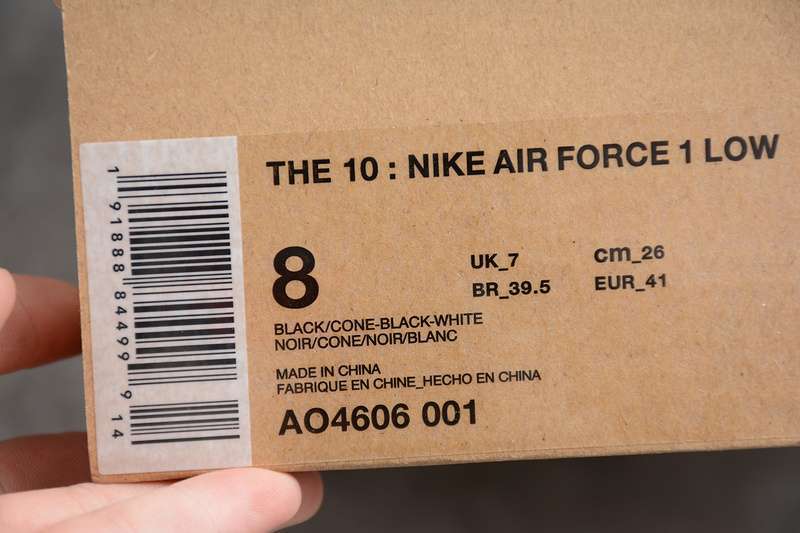 THE 10 : NIKE AIR FORCE 1 LOW
8
UK_7 cm_26
BR_39.5 EUR_41
BLACK/CONE-BLACK-WHITE
NOIR/CONE/NOIR/BLANC
MADE IN CHINA
FABRIQUE EN CHINE_HECHO EN CHINA
AO4606 001
1 91888 84499 9 14